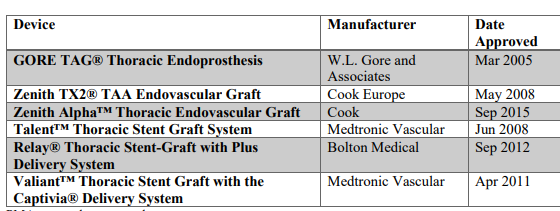 Device Manufacturer Date
Approved
GORE TAG® Thoracic Endoprosthesis W.L. Gore and Mar 2005
Associates
Zenith TX2® TAA Endovascular Graft Cook Europe May 2008
Zenith Alpha™ Thoracic Endovascular Graft Cook Sep 2015
Talent™ Thoracic Stent Graft System Medtronic Vascular Jun 2008
Relay® Thoracic Stent-Graft with Plus Bolton Medical Sep 2012
Delivery System
Valiant™ Thoracic Stent Graft with the Medtronic Vascular Apr 2011
Captivia® Delivery System